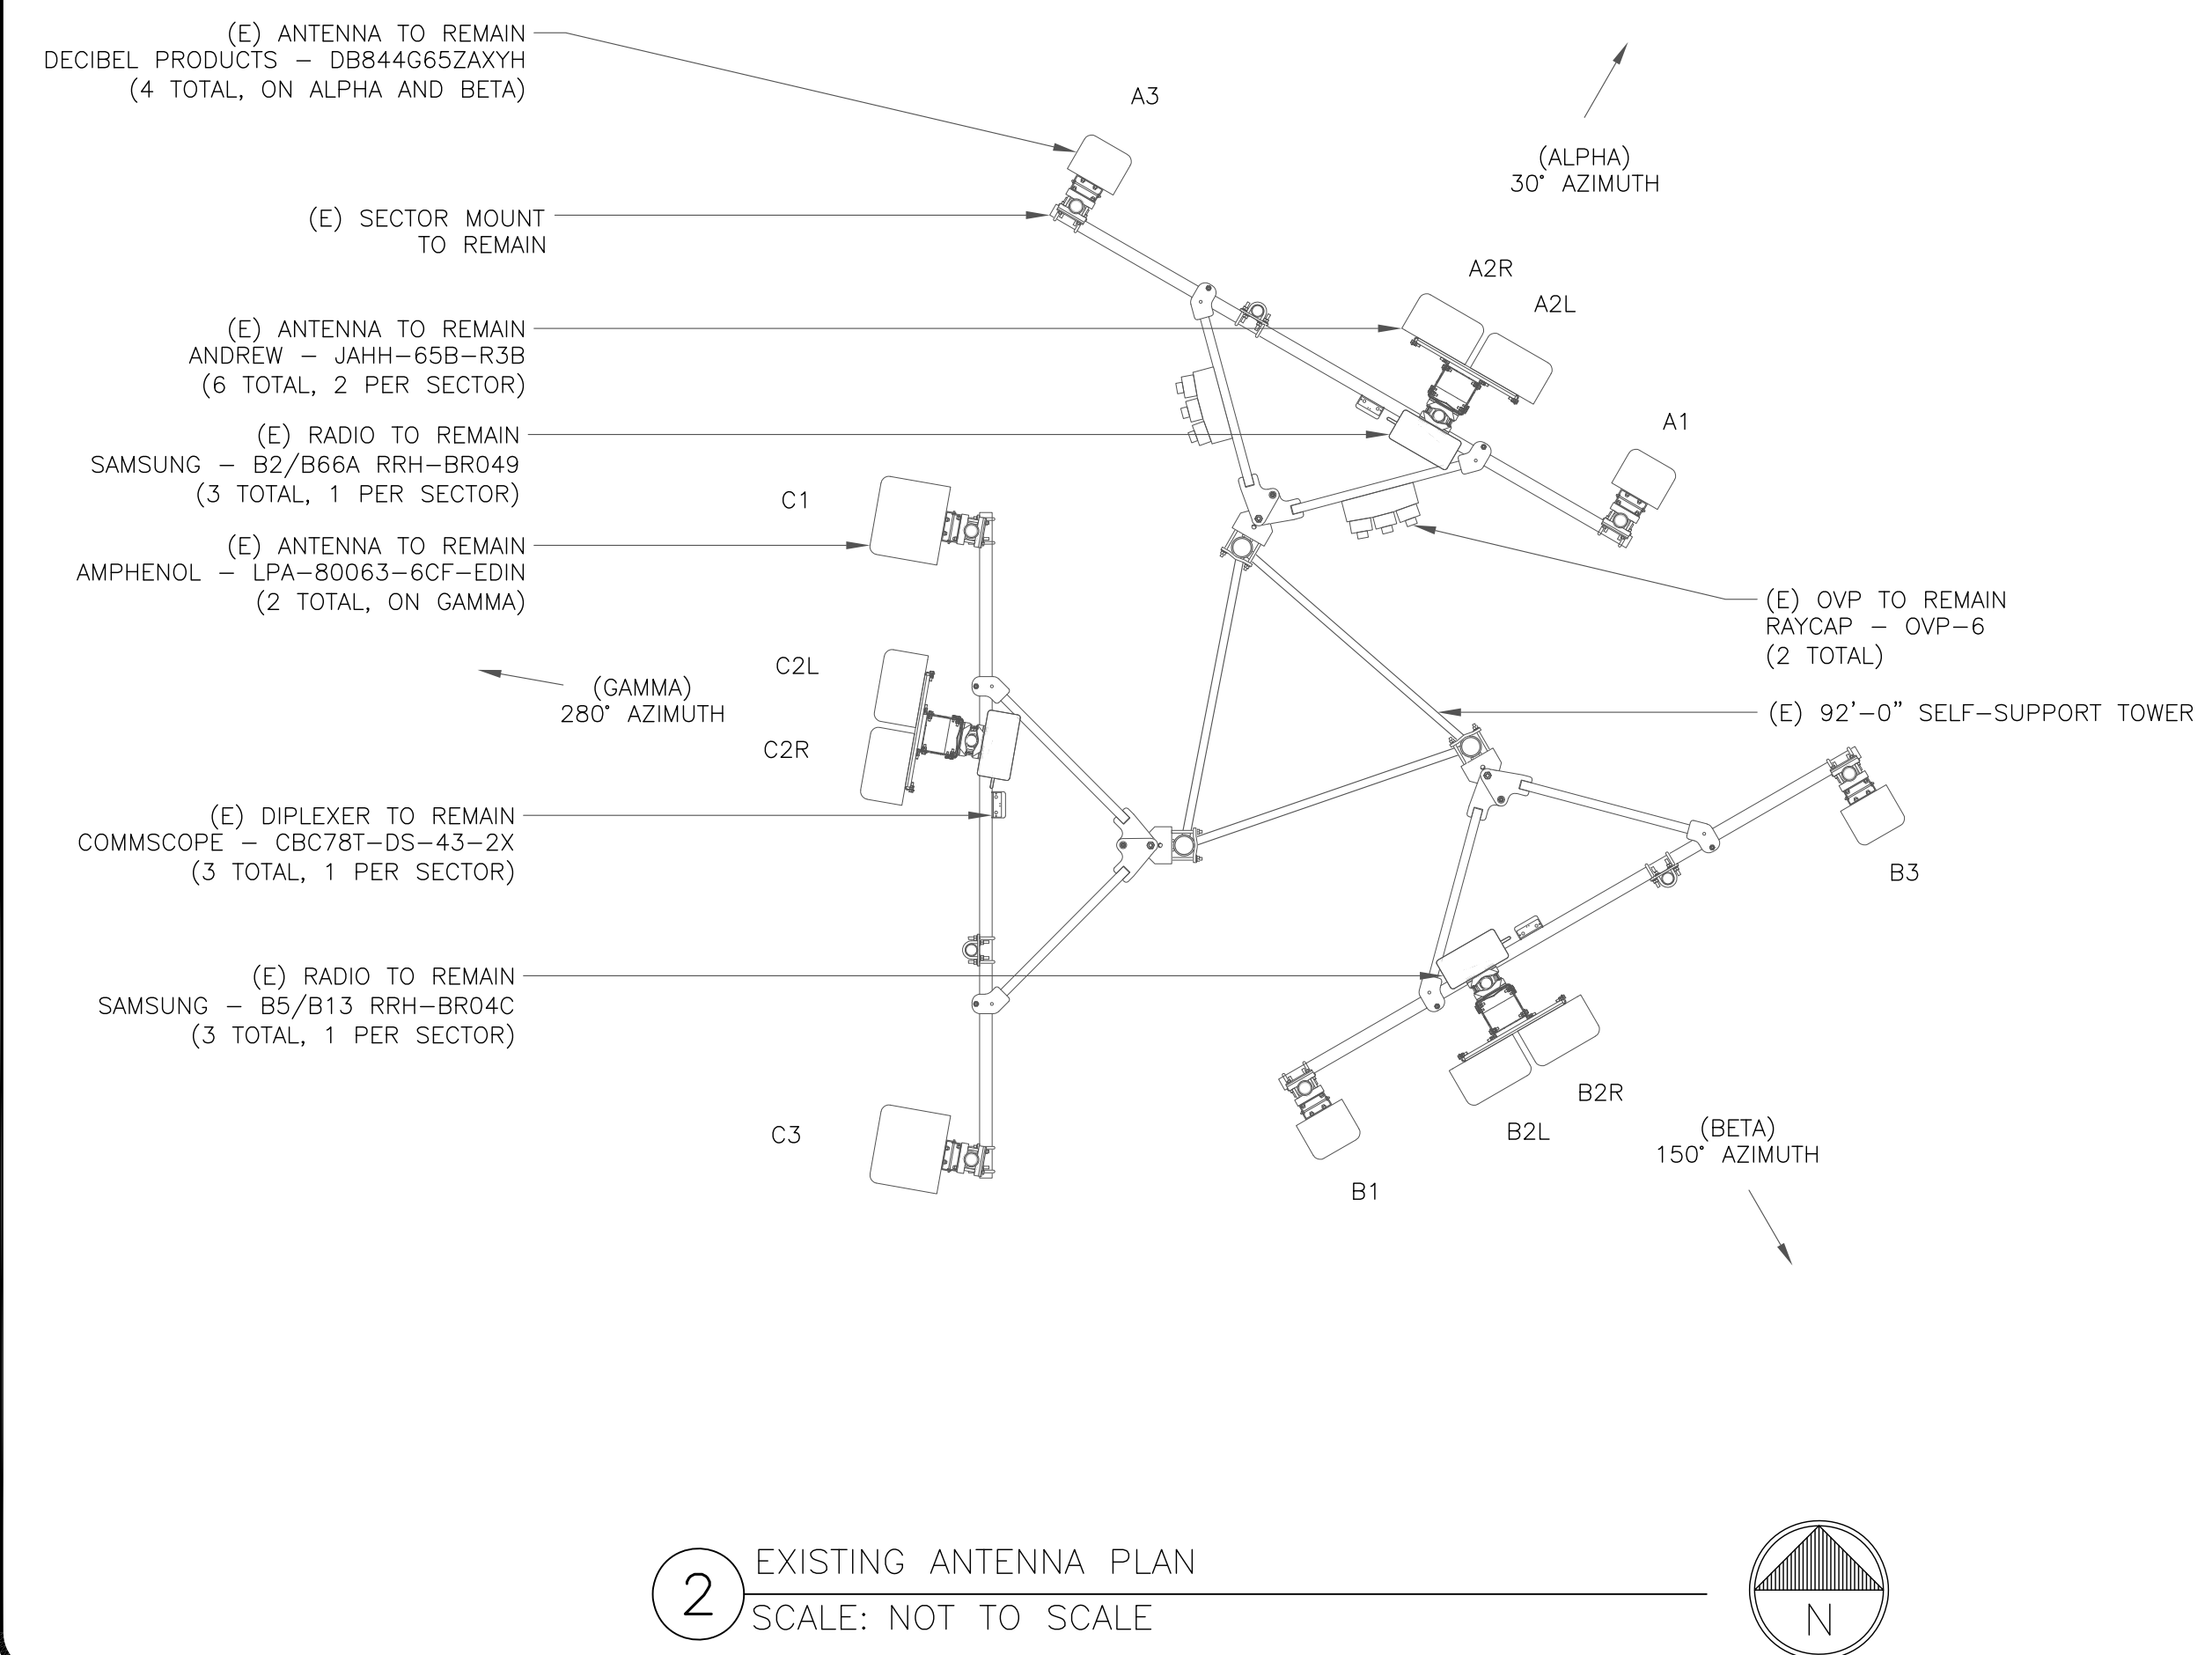 (E) ANTENNA TO REMAIN
DECIBEL PRODUCTS – DB844G65ZAXYH
(4 TOTAL, ON ALPHA AND BETA)
(E) SECTOR MOUNT
TO REMAIN
(E) ANTENNA TO REMAIN
ANDREW – JAHH–65B–R3B
(6 TOTAL, 2 PER SECTOR)
(E) RADIO TO REMAIN
SAMSUNG – B2/B66A RRH–BR049
(3 TOTAL, 1 PER SECTOR)
(E) ANTENNA TO REMAIN
AMPHENOL – LPA–80063–6CF–EDIN
(2 TOTAL, ON GAMMA)
(E) DIPLEXER TO REMAIN
COMMSCOPE – CBC78T–DS–43–2X
(3 TOTAL, 1 PER SECTOR)
(E) RADIO TO REMAIN
SAMSUNG – B5/B13 RRH–BR04C
(3 TOTAL, 1 PER SECTOR)
A3
(ALPHA)
30° AZIMUTH
A2R
A2L
A1
C1
C2L
(GAMMA)
280° AZIMUTH
C2R
C3
(E) OVP TO REMAIN
RAYCAP – OVP–6
(2 TOTAL)
(E) 92'–0" SELF–SUPPORT TOWER
B3
B2R
B2L
B1
(BETA)
150° AZIMUTH
2
EXISTING ANTENNA PLAN
SCALE: NOT TO SCALE
N